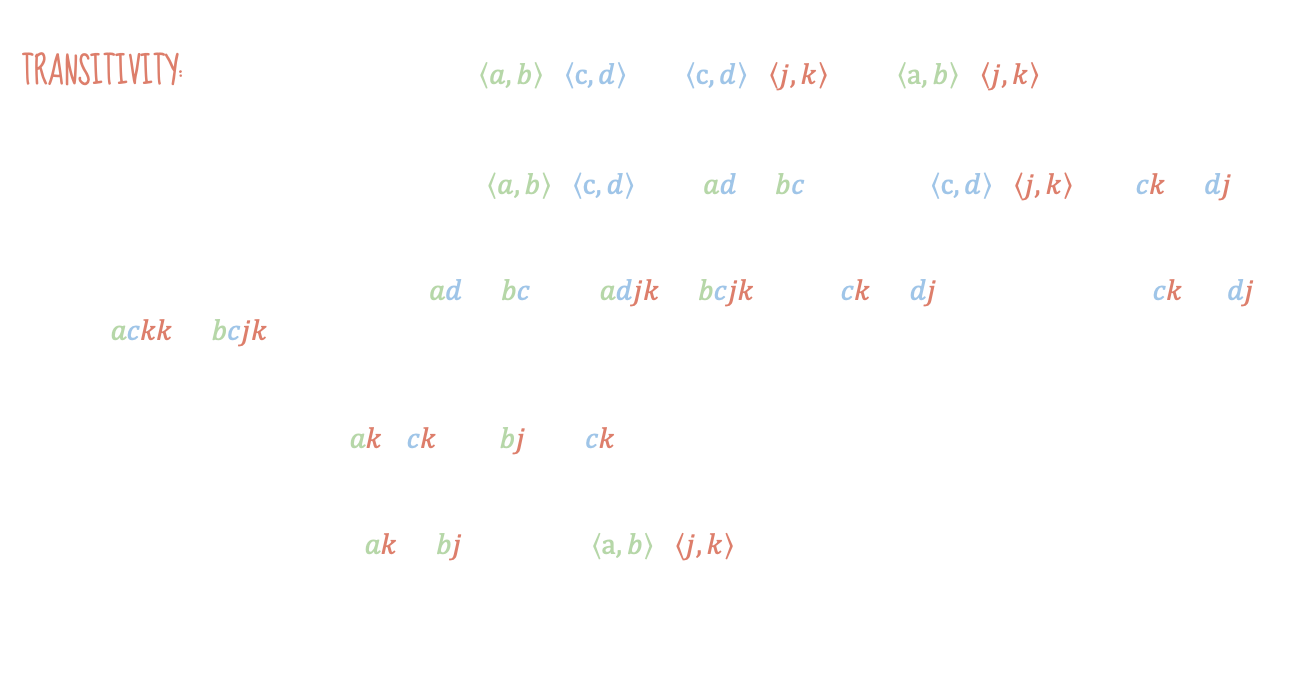 TRANSITIVITY: ⟨a, b⟩ ⟨c, d⟩ ⟨c, d⟩ ⟨j, k⟩ ⟨a, b⟩ ⟨j, k⟩
⟨a, b⟩ ⟨c, d⟩ ad bc ⟨c, d⟩ ⟨j, k⟩ ck dj
ad bc adjk bcjk ck dj ck dj
ackk bcjk
ak ck bj ck
ak bj ⟨a, b⟩ ⟨j, k⟩